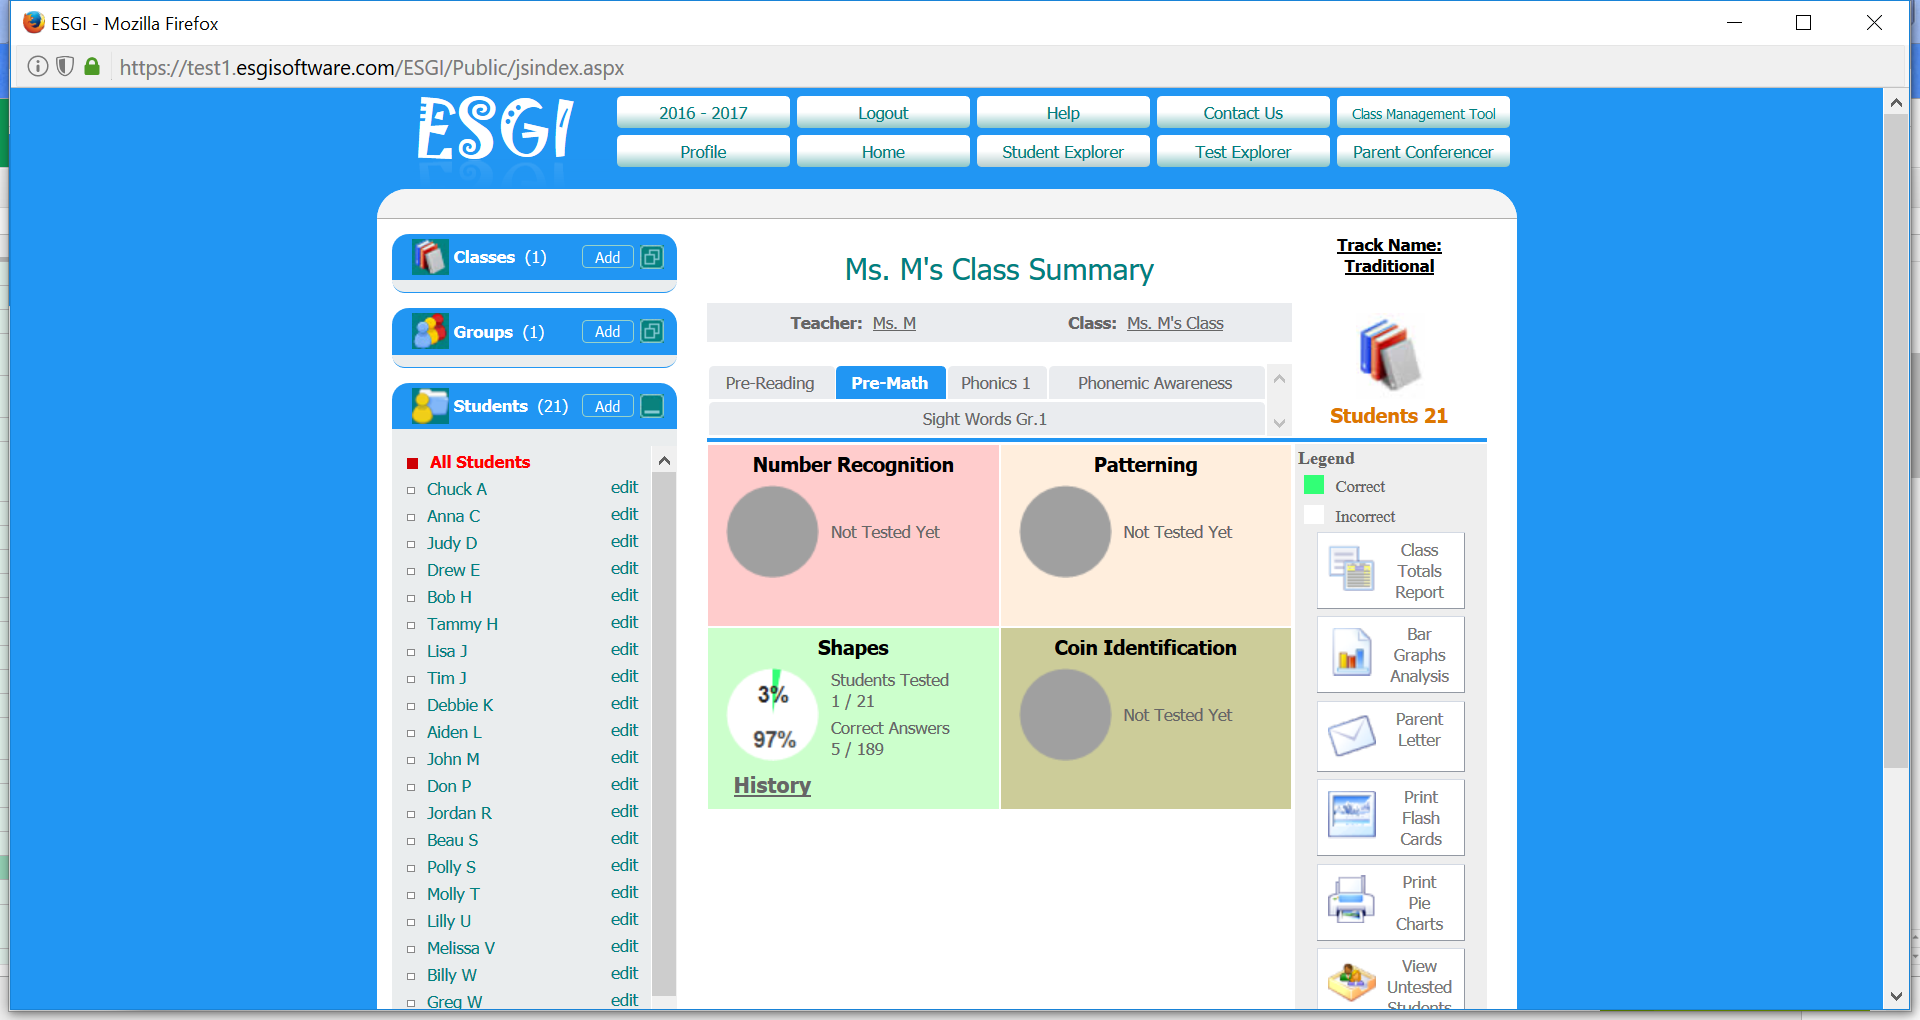 ESGI - Mozilla Firefox
https://test1.esgisoftware.com/ESGI/Public/jsindex.aspx
ESGI
2016 - 2017
Logout
Help
Contact Us
Class Management Tool
Profile
Home
Student Explorer
Test Explorer
Parent Conferencer
Classes (1)
Add
Groups (1)
Add
Students (21)
Add
All Students
Chuck A edit
Anna C edit
Judy D edit
Drew E edit
Bob H edit
Tammy H edit
Lisa J edit
Tim J edit
Debbie K edit
Aiden L edit
John M edit
Don P edit
Jordan R edit
Beau S edit
Polly S edit
Molly T edit
Lilly U edit
Melissa V edit
Billy W edit
Greg W edit
Ms. M's Class Summary
Teacher: Ms. M
Class: Ms. M's Class
Track Name:
Traditional
Students 21
Pre-Reading
Pre-Math
Phonics 1
Phonemic Awareness
Sight Words Gr.1
Number Recognition
Not Tested Yet
Patterning
Not Tested Yet
Shapes
3%
97%
Students Tested
1 / 21
Correct Answers
5 / 189
History
Coin Identification
Not Tested Yet
Legend
Correct
Incorrect
Class
Totals
Report
Bar
Graphs
Analysis
Parent
Letter
Print
Flash
Cards
Print
Pie
Charts
View
Untested
Students